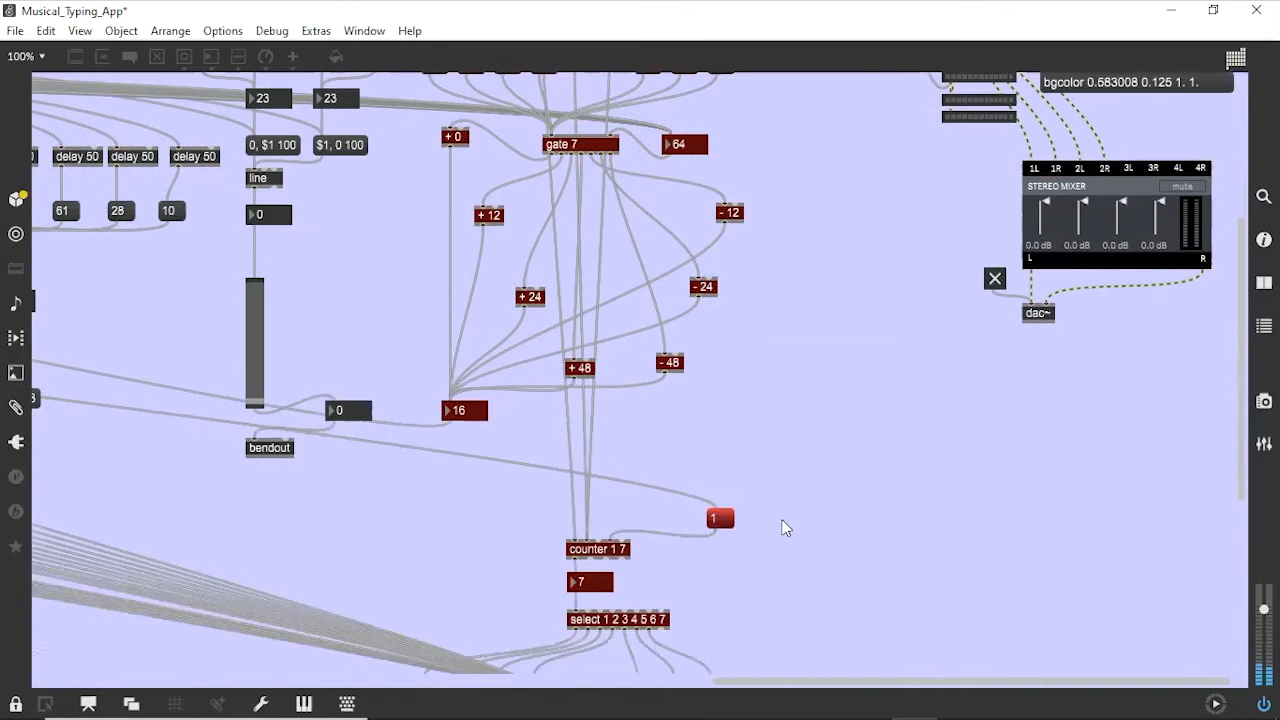 Musical_Typing_App*
File Edit View Object Arrange Options Debug Extras Window Help
100%
23
23
bgcolor 0.583008 0.125 1. 1.
+ 0
gate 7
64
0, $1 100
$1, 0 100
delay 50
delay 50
delay 50
1L 1R 2L 2R 3L 3R 4L 4R
line
STEREO MIXER
mute
61
28
10
0
+ 12
- 12
0.0 dB 0.0 dB 0.0 dB 0.0 dB
L
R
- 24
+ 24
dac~
+ 48
- 48
0
16
bendout
1
counter 1 7
7
select 1 2 3 4 5 6 7